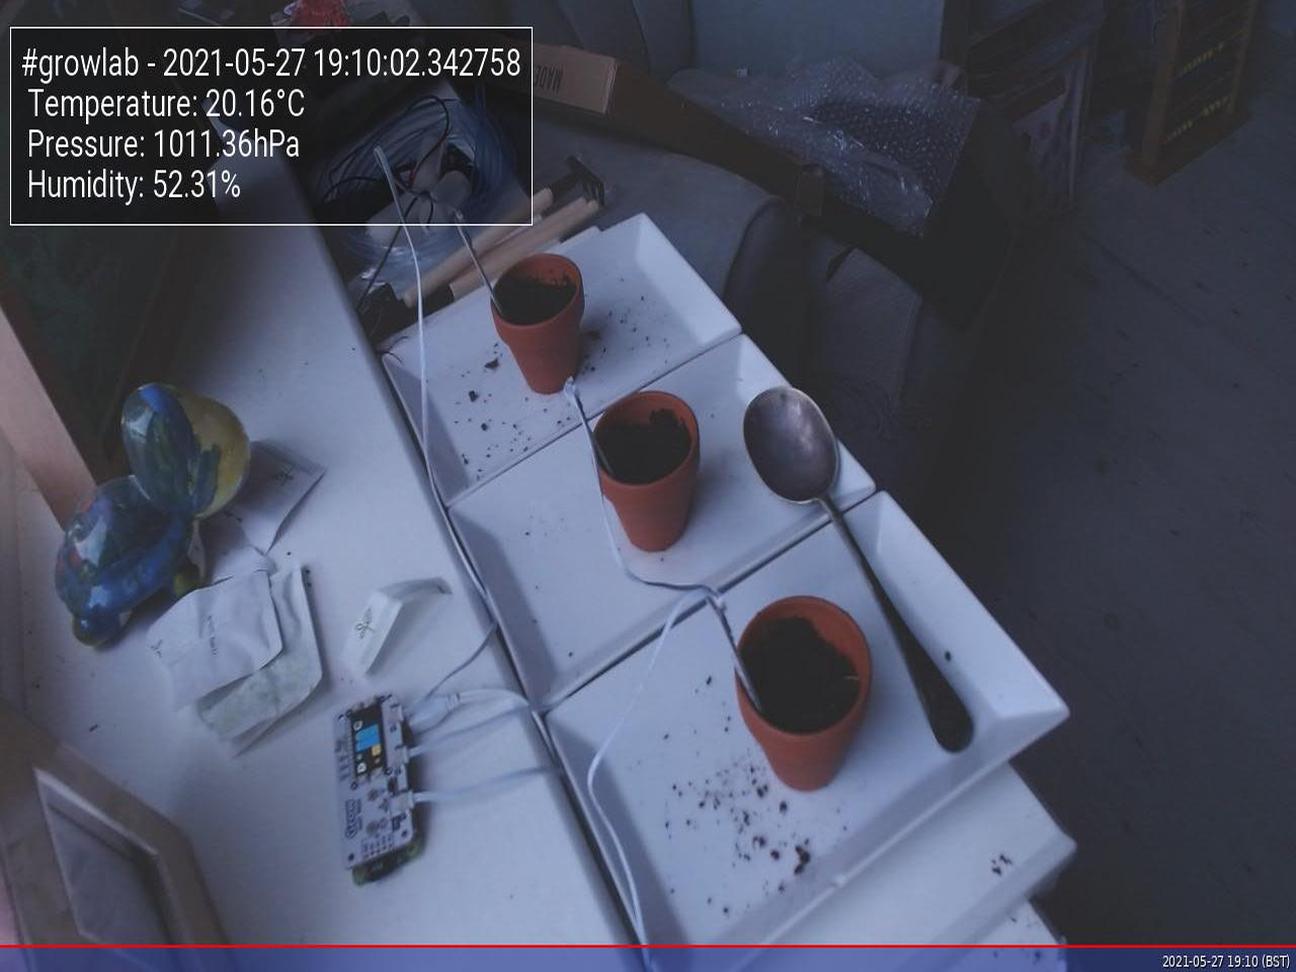 #growlab - 2021-05-27 19:10:02.342758
Temperature: 20.16°C
Pressure: 1011.36hPa
Humidity: 52.31%
MADE
2021-05-27 19:10 (BST)